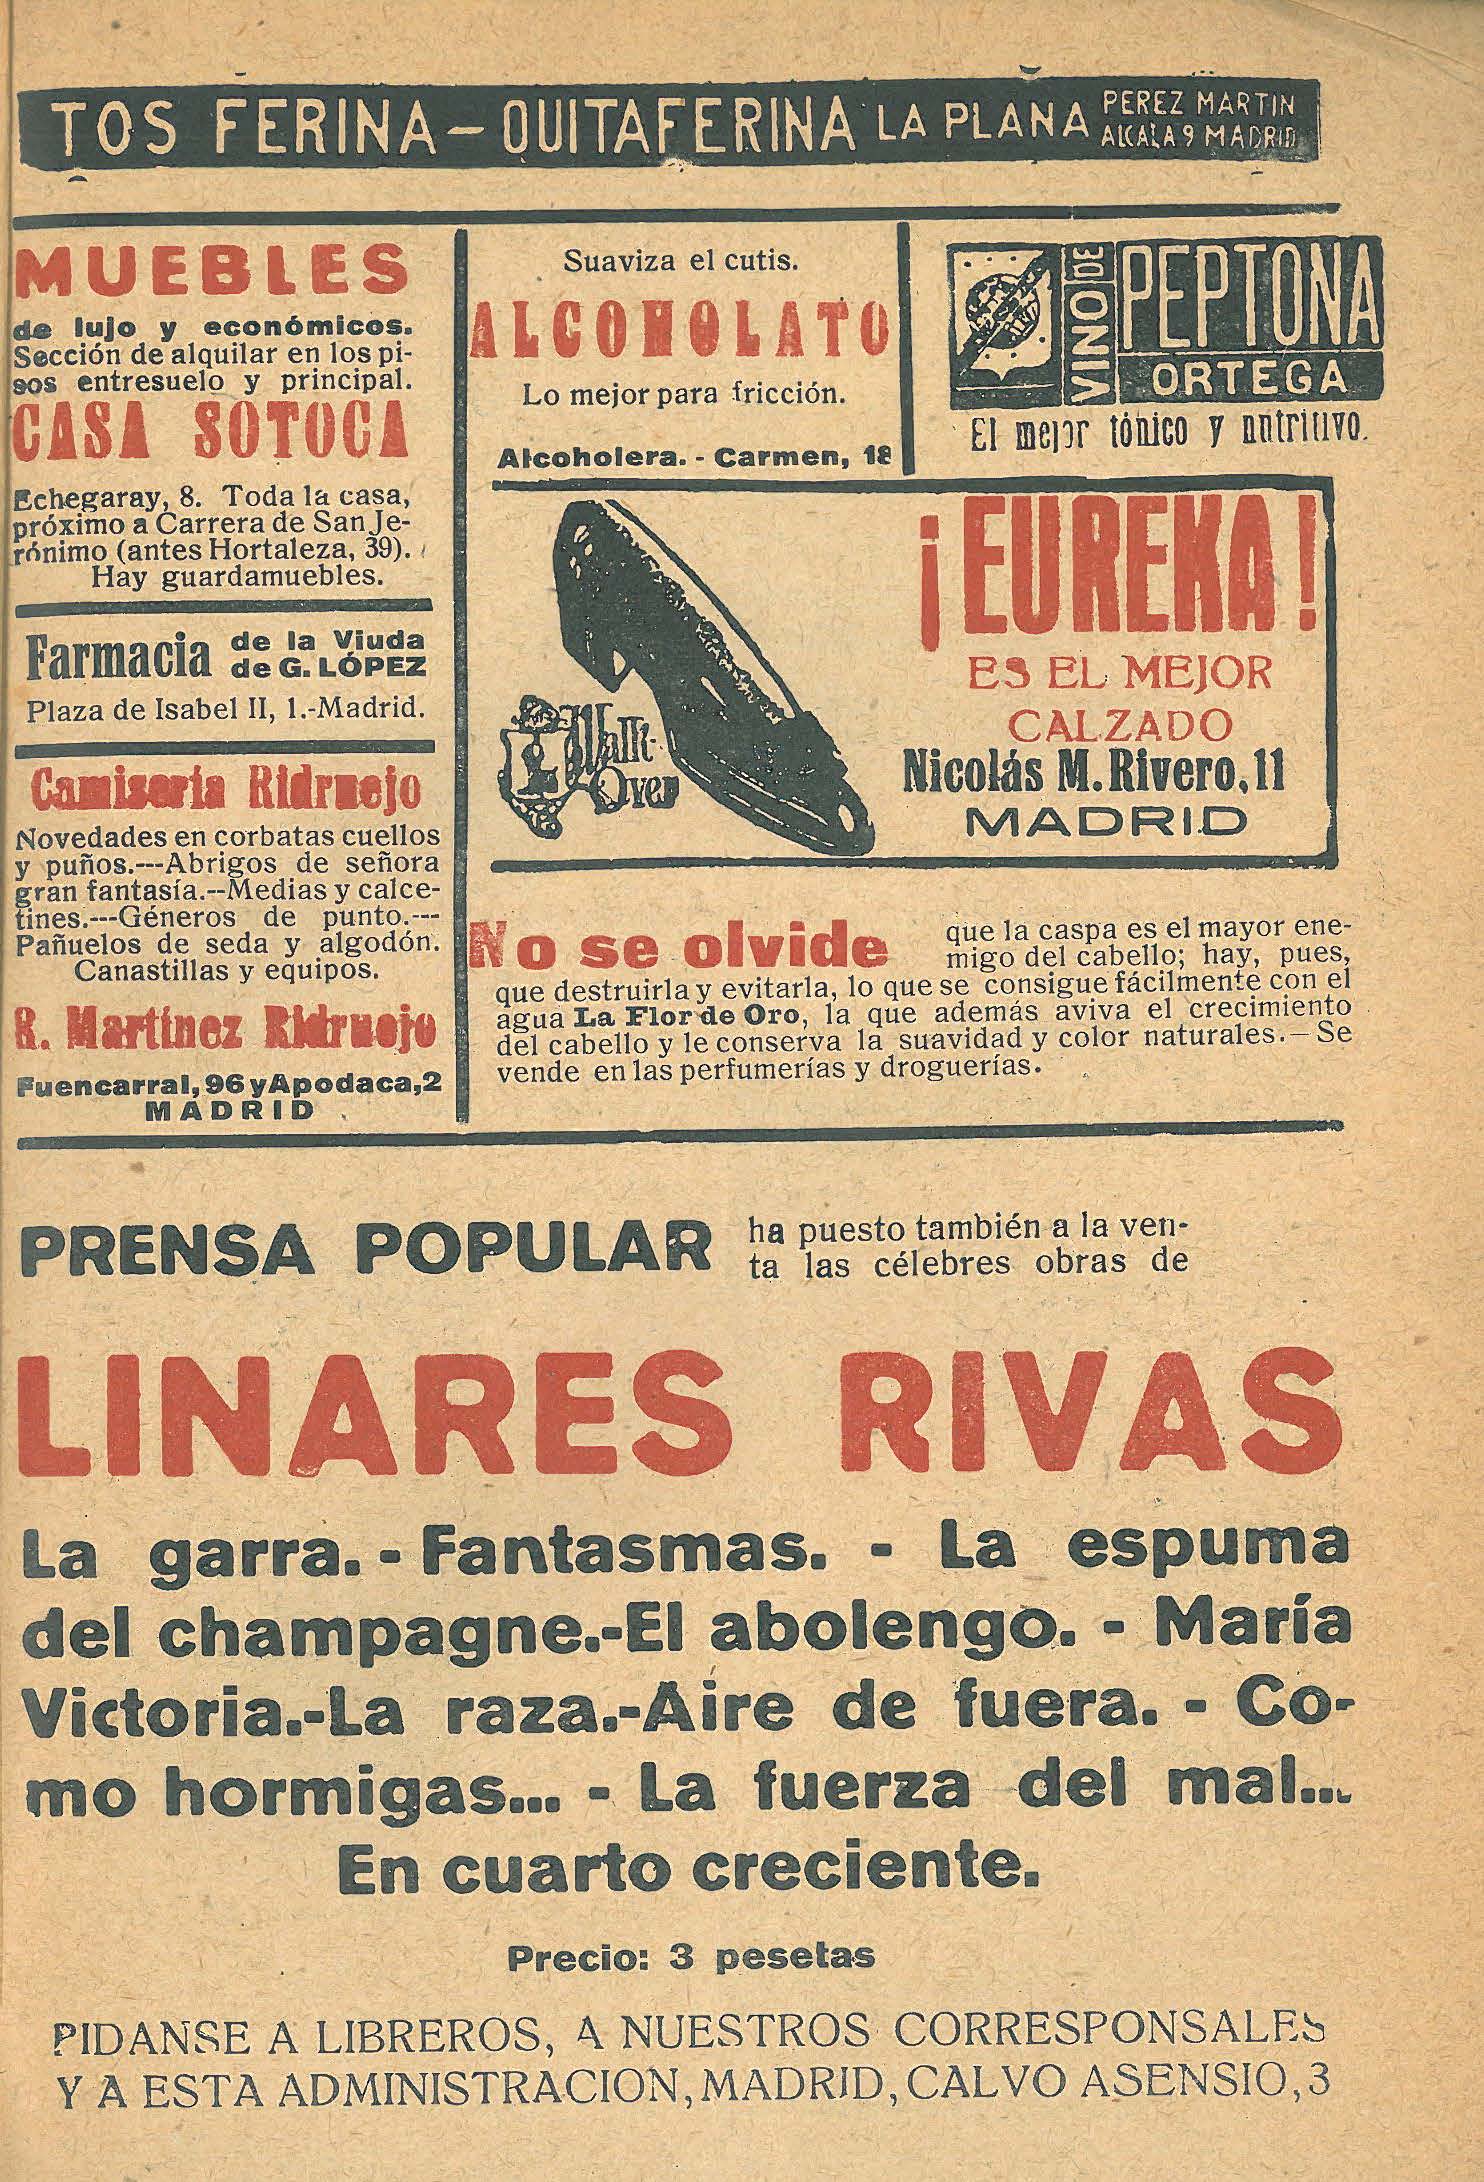 TOS FERINA - QUITAFERINA LA PLANA PEREZ MARTIN
ALCALA 9 MADRID
MUEBLES
de lujo y económicos.
Sección de alquilar en los pi-
sos entresuelo y principal.
CASA SOTOCA
Echegaray, 8. Toda la casa,
próximo a Carrera de San Je-
rónimo (antes Hortaleza, 39).
Hay guardamuebles.
Farmacia de la Viuda
de G. LÓPEZ
Plaza de Isabel II, 1.-Madrid.
Camisería Ridruejo
Novedades en corbatas cuellos
y puños.---Abrigos de señora
gran fantasía.--Medias y calce-
tines.---Géneros de punto.---
Pañuelos de seda y algodón.
Canastillas y equipos.
R. Martínez Ridruejo
Fuencarral, 96 y Apodaca, 2
MADRID
Suaviza el cutis.
ALCOHOLATO
Lo mejor para fricción.
Alcoholera. - Carmen, 18
VINO DE
PEPTONA
ORTEGA
El mejor tónico y nutritivo.
Walk-
Over
¡EUREKA!
ES EL MEJOR
CALZADO
Nicolás M. Rivero, 11
MADRID
No se olvide que la caspa es el mayor ene-
migo del cabello; hay, pues,
que destruirla y evitarla, lo que se consigue fácilmente con el
agua La Flor de Oro, la que además aviva el crecimiento
del cabello y le conserva la suavidad y color naturales.—Se
vende en las perfumerías y droguerías.
PRENSA POPULAR ha puesto también a la ven-
ta las célebres obras de
LINARES RIVAS
La garra. - Fantasmas. - La espuma
del champagne.-El abolengo. - María
Victoria.-La raza.-Aire de fuera. - Co-
mo hormigas... - La fuerza del mal...
En cuarto creciente.
Precio: 3 pesetas
PIDANSE A LIBREROS, A NUESTROS CORRESPONSALES
Y A ESTA ADMINISTRACION, MADRID, CALVO ASENSIO, 3